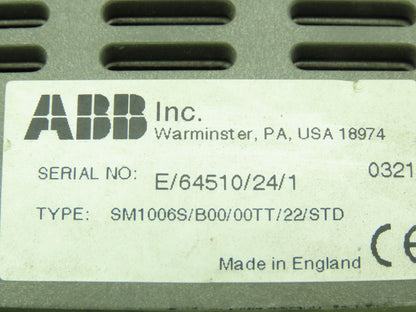 ABB Inc.
Warminster, PA, USA 18974
SERIAL NO: E/64510/24/1 0321
TYPE: SM1006S/B00/00TT/22/STD
Made in England CE